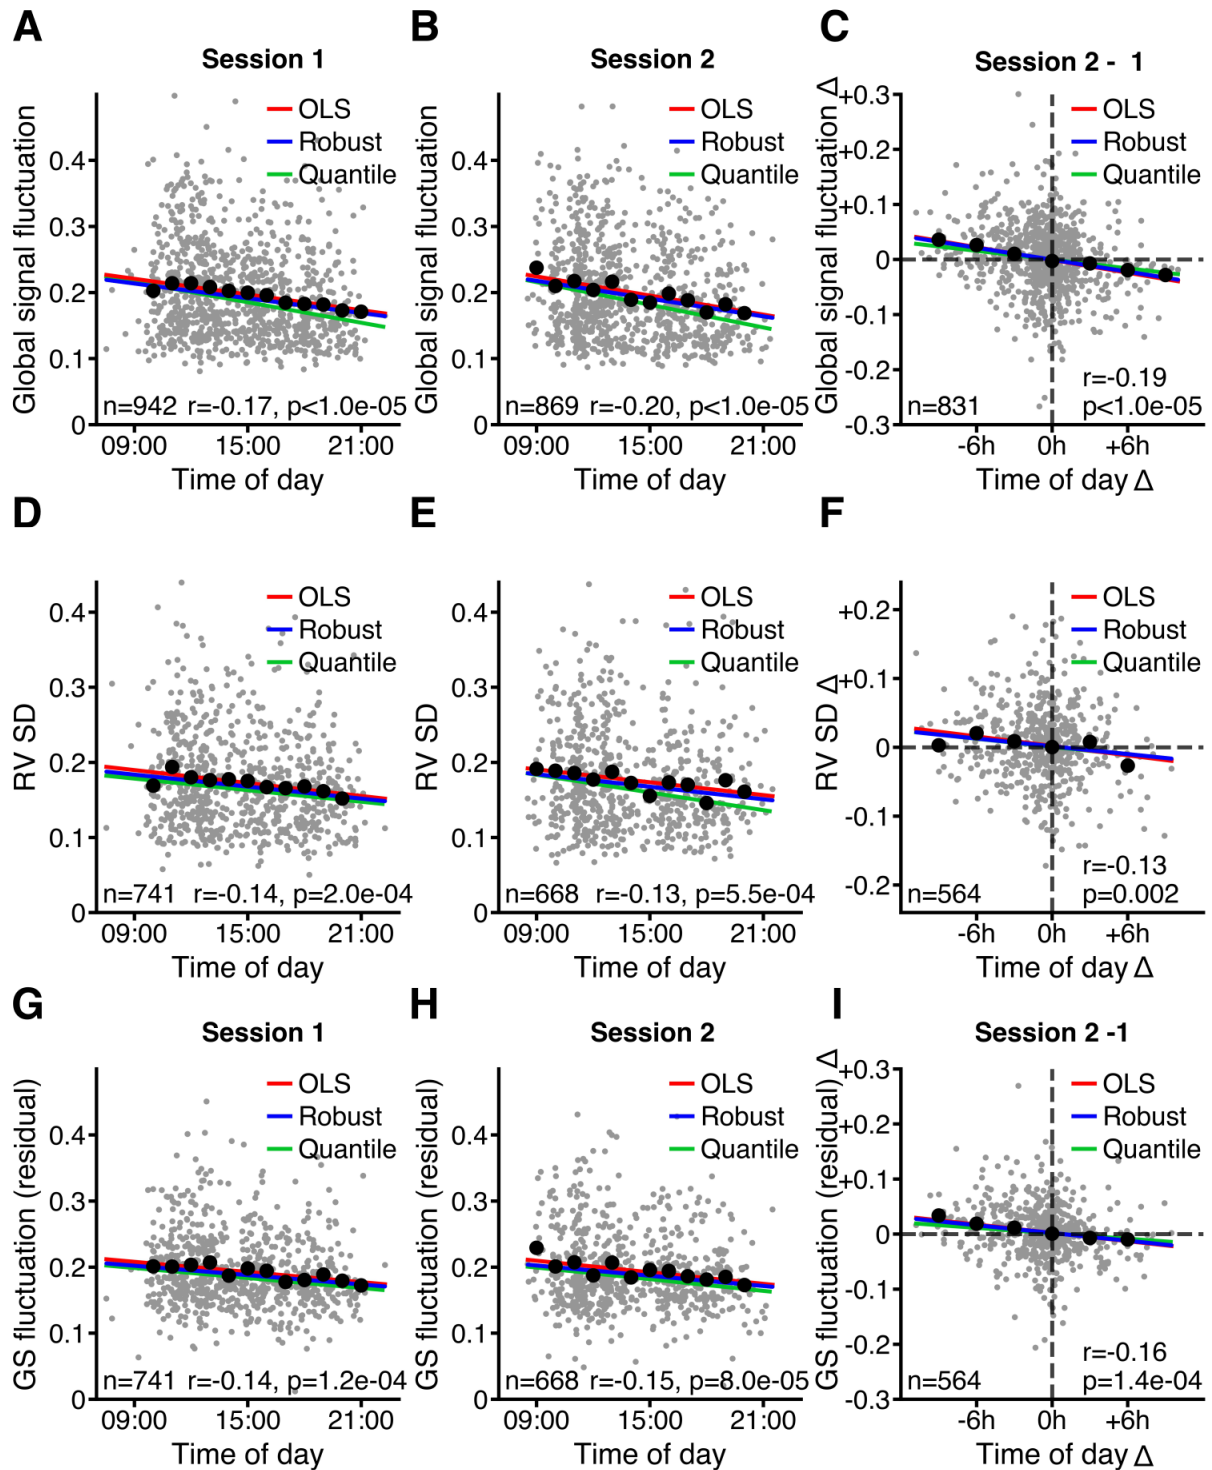 A
B
C
Session 1
Session 2
Session 2 - 1
Global signal fluctuation
0.4
0.3
0.2
0.1
0
OLS
Robust
Quantile
n=942 r=-0.17, p<1.0e-05
09:00 15:00 21:00
Time of day
Global signal fluctuation
0.4
0.3
0.2
0.1
0
OLS
Robust
Quantile
n=869 r=-0.20, p<1.0e-05
09:00 15:00 21:00
Time of day
Global signal fluctuation Δ
+0.3
+0.2
+0.1
0
-0.1
-0.2
-0.3
OLS
Robust
Quantile
r=-0.19
n=831 p<1.0e-05
-6h 0h +6h
Time of day Δ
D
E
F
RV SD
0.4
0.3
0.2
0.1
0
OLS
Robust
Quantile
n=741 r=-0.14, p=2.0e-04
09:00 15:00 21:00
Time of day
RV SD
0.4
0.3
0.2
0.1
0
OLS
Robust
Quantile
n=668 r=-0.13, p=5.5e-04
09:00 15:00 21:00
Time of day
RV SD Δ
+0.2
+0.1
0
-0.1
-0.2
OLS
Robust
Quantile
r=-0.13
n=564 p=0.002
-6h 0h +6h
Time of day Δ
G
H
I
Session 1
Session 2
Session 2 -1
GS fluctuation (residual)
0.4
0.3
0.2
0.1
0
OLS
Robust
Quantile
n=741 r=-0.14, p=1.2e-04
09:00 15:00 21:00
Time of day
GS fluctuation (residual)
0.4
0.3
0.2
0.1
0
OLS
Robust
Quantile
n=668 r=-0.15, p=8.0e-05
09:00 15:00 21:00
Time of day
GS fluctuation (residual) Δ
+0.3
+0.2
+0.1
0
-0.1
-0.2
-0.3
OLS
Robust
Quantile
r=-0.16
n=564 p=1.4e-04
-6h 0h +6h
Time of day Δ